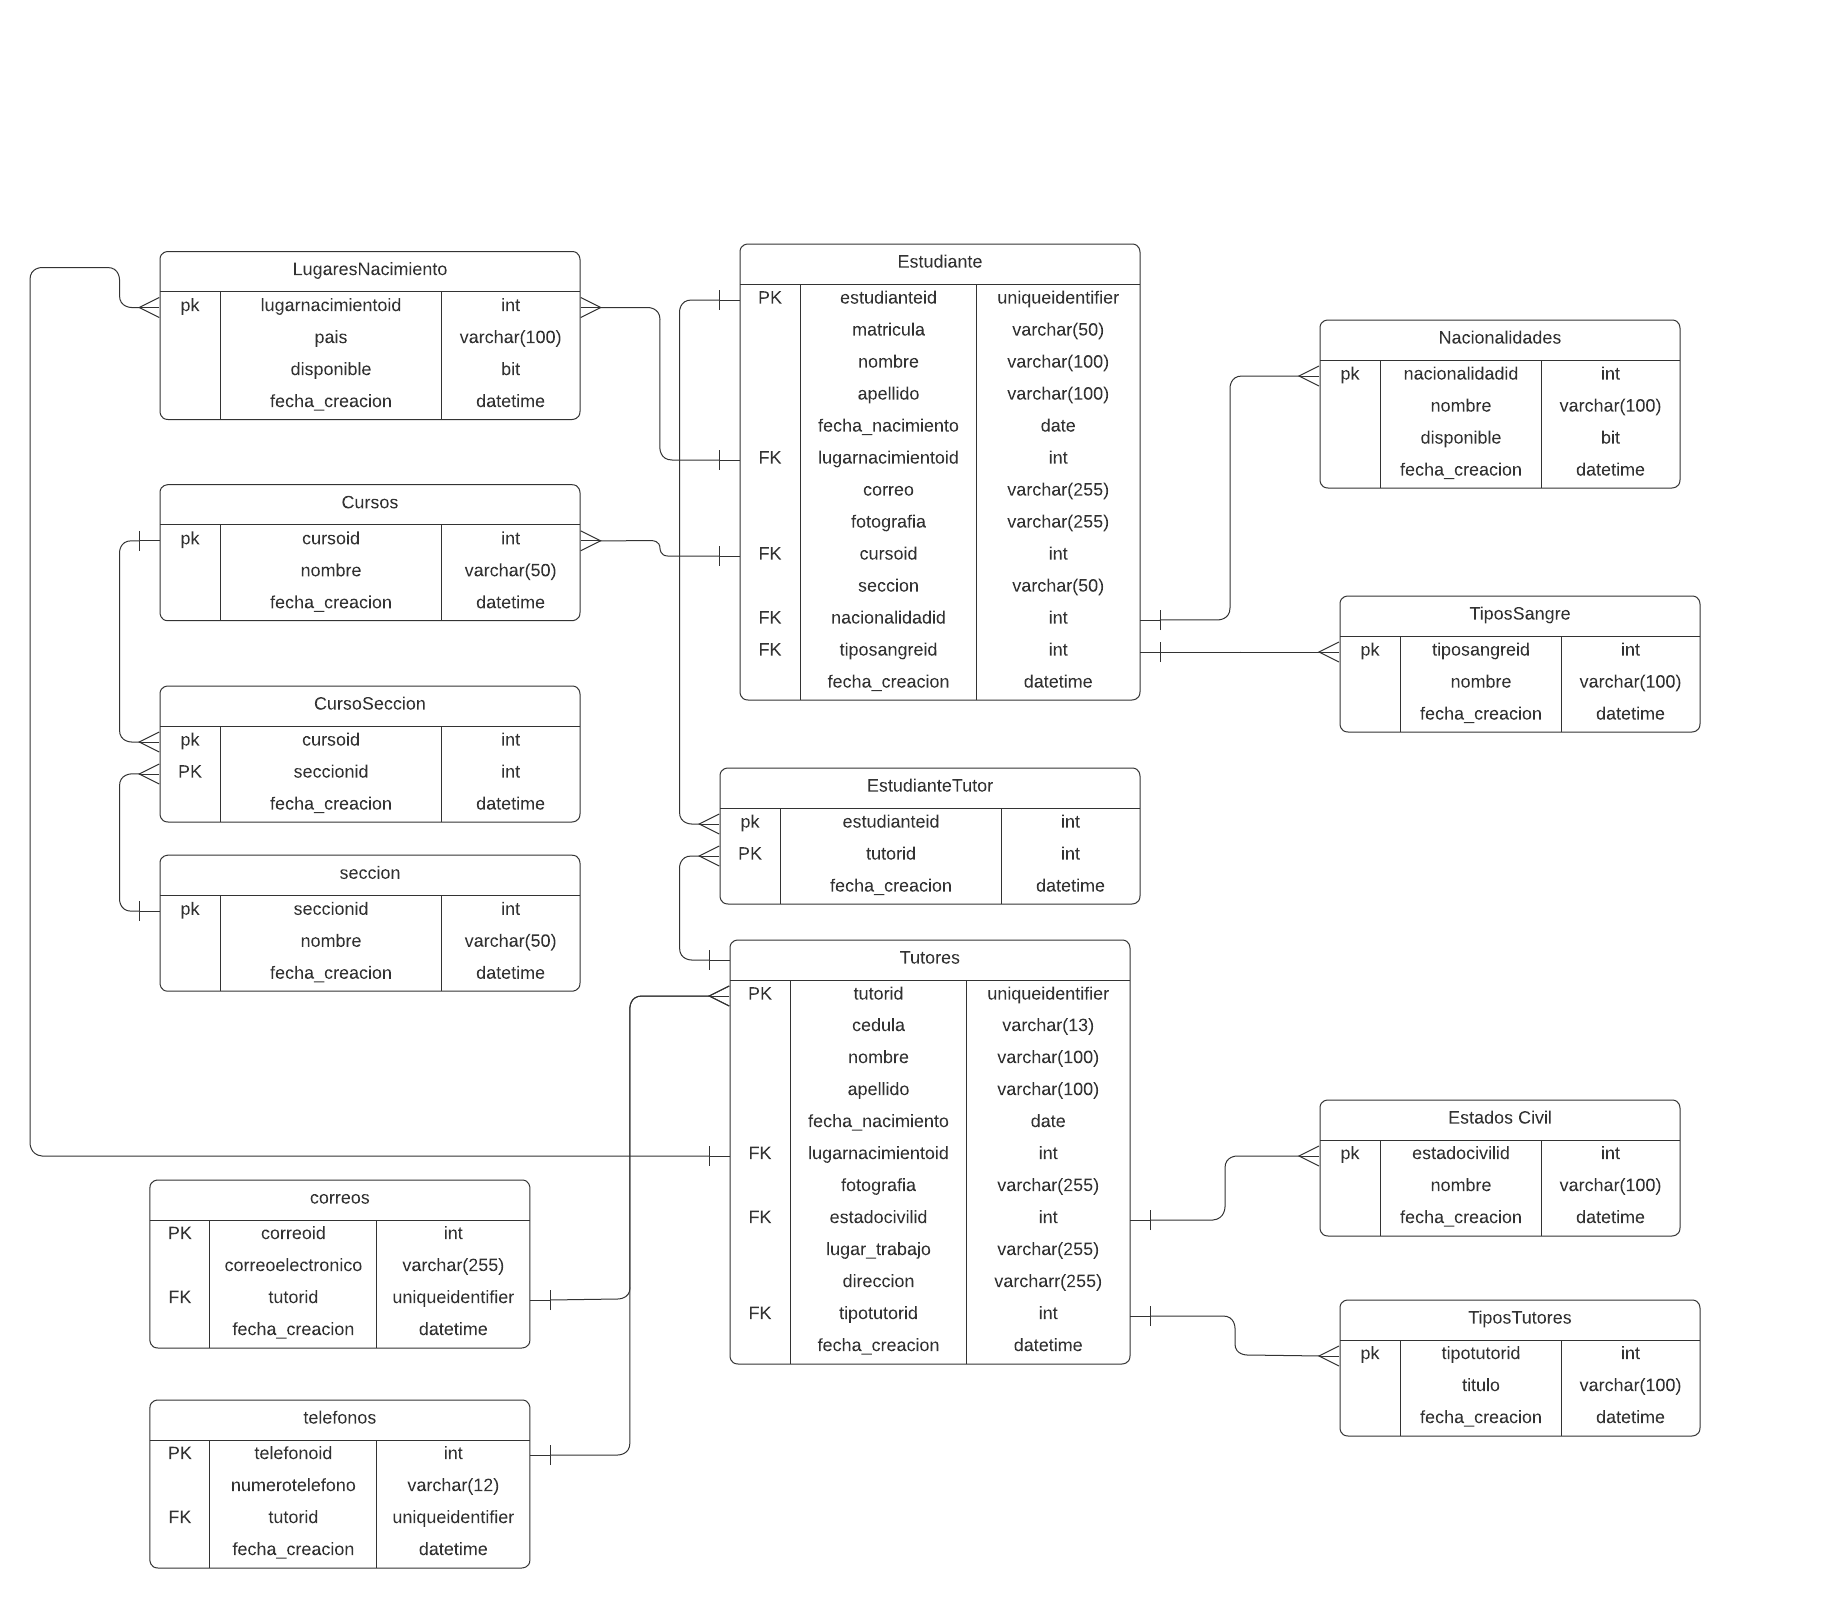 LugaresNacimiento
pk lugarnacimientoid int
pais varchar(100)
disponible bit
fecha_creacion datetime
Cursos
pk cursoid int
nombre varchar(50)
fecha_creacion datetime
CursoSeccion
pk cursoid int
PK seccionid int
fecha_creacion datetime
seccion
pk seccionid int
nombre varchar(50)
fecha_creacion datetime
correos
PK correoid int
correoelectronico varchar(255)
FK tutorid uniqueidentifier
fecha_creacion datetime
telefonos
PK telefonoid int
numerotelefono varchar(12)
FK tutorid uniqueidentifier
fecha_creacion datetime
Estudiante
PK estudianteid uniqueidentifier
matricula varchar(50)
nombre varchar(100)
apellido varchar(100)
fecha_nacimiento date
FK lugarnacimientoid int
correo varchar(255)
fotografia varchar(255)
FK cursoid int
seccion varchar(50)
FK nacionalidadid int
FK tiposangreid int
fecha_creacion datetime
EstudianteTutor
pk estudianteid int
PK tutorid int
fecha_creacion datetime
Tutores
PK tutorid uniqueidentifier
cedula varchar(13)
nombre varchar(100)
apellido varchar(100)
fecha_nacimiento date
FK lugarnacimientoid int
fotografia varchar(255)
FK estadocivilid int
lugar_trabajo varchar(255)
direccion varcharr(255)
FK tipotutorid int
fecha_creacion datetime
Nacionalidades
pk nacionalidadid int
nombre varchar(100)
disponible bit
fecha_creacion datetime
TiposSangre
pk tiposangreid int
nombre varchar(100)
fecha_creacion datetime
Estados Civil
pk estadocivilid int
nombre varchar(100)
fecha_creacion datetime
TiposTutores
pk tipotutorid int
titulo varchar(100)
fecha_creacion datetime